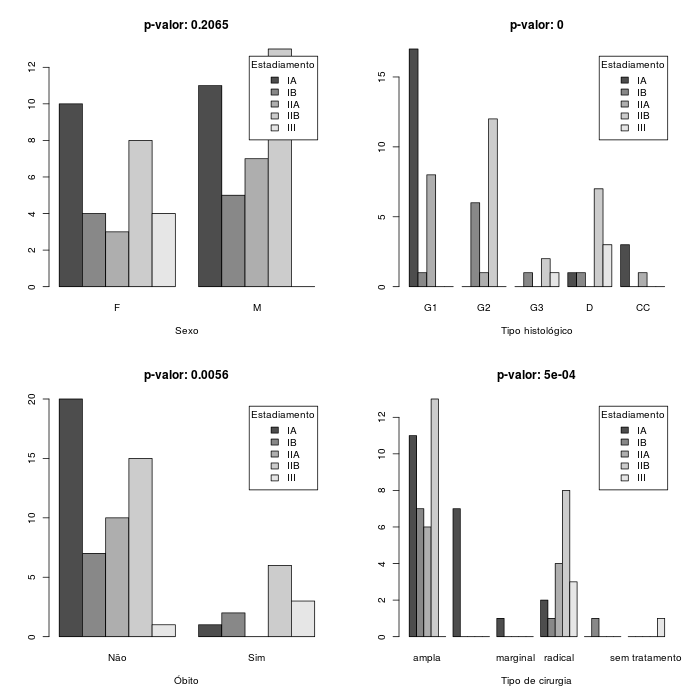 p-valor: 0.2065
12
10
8
6
4
2
0
Estadiamento
IA
IB
IIA
IIB
III
F
M
Sexo
p-valor: 0
15
10
5
0
Estadiamento
IA
IB
IIA
IIB
III
G1
G2
G3
D
CC
Tipo histológico
p-valor: 0.0056
20
15
10
5
0
Estadiamento
IA
IB
IIA
IIB
III
Não
Sim
Óbito
p-valor: 5e-04
12
10
8
6
4
2
0
Estadiamento
IA
IB
IIA
IIB
III
ampla
marginal
radical
sem tratamento
Tipo de cirurgia